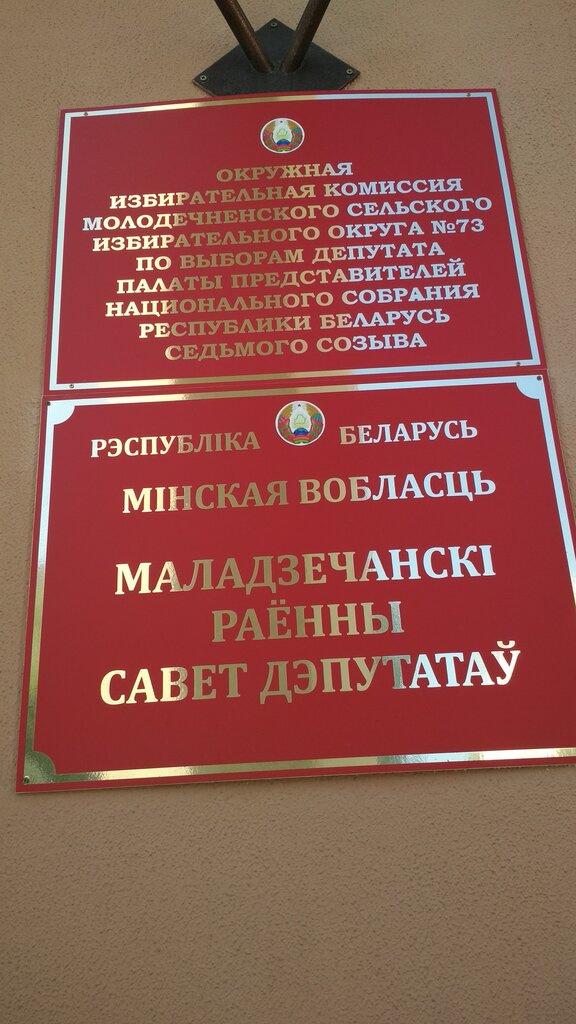 ОКРУЖНАЯ
ИЗБИРАТЕЛЬНАЯ КОМИССИЯ
МОЛОДЕЧНЕНСКОГО СЕЛЬСКОГО
ИЗБИРАТЕЛЬНОГО ОКРУГА №73
ПО ВЫБОРАМ ДЕПУТАТА
ПАЛАТЫ ПРЕДСТАВИТЕЛЕЙ
НАЦИОНАЛЬНОГО СОБРАНИЯ
РЕСПУБЛИКИ БЕЛАРУСЬ
СЕДЬМОГО СОЗЫВА
РЭСПУБЛІКА БЕЛАРУСЬ
МІНСКАЯ ВОБЛАСЦЬ
МАЛАДЗЕЧАНСКІ
РАЁННЫ
САВЕТ ДЭПУТАТАЎ